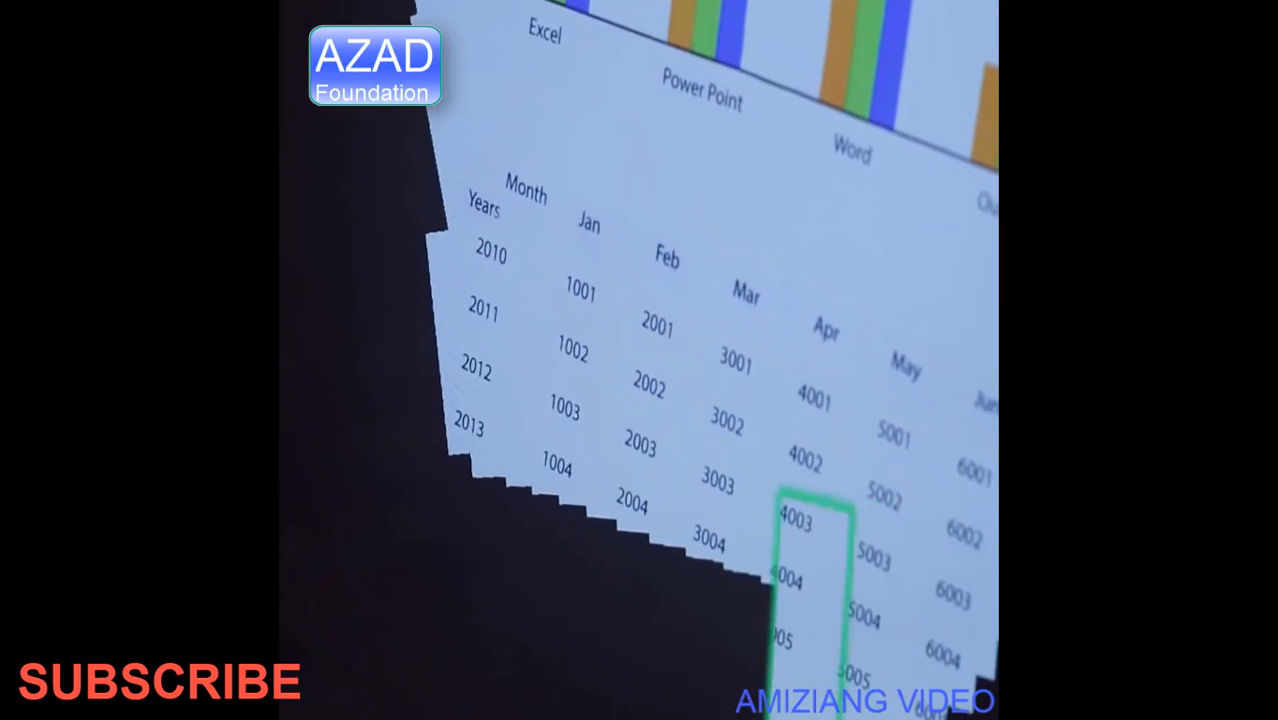 AZAD
Foundation
Excel
Power Point
Word
Month
Years Jan Feb Mar Apr May
2010 1001 2001 3001 4001 5001 6001
2011 1002 2002 3002 4002 5002 6002
2012 1003 2003 3003 4003 5003 6003
2013 1004 2004 3004 4004 5004 6004
5005
SUBSCRIBE
AMIZIANG VIDEO